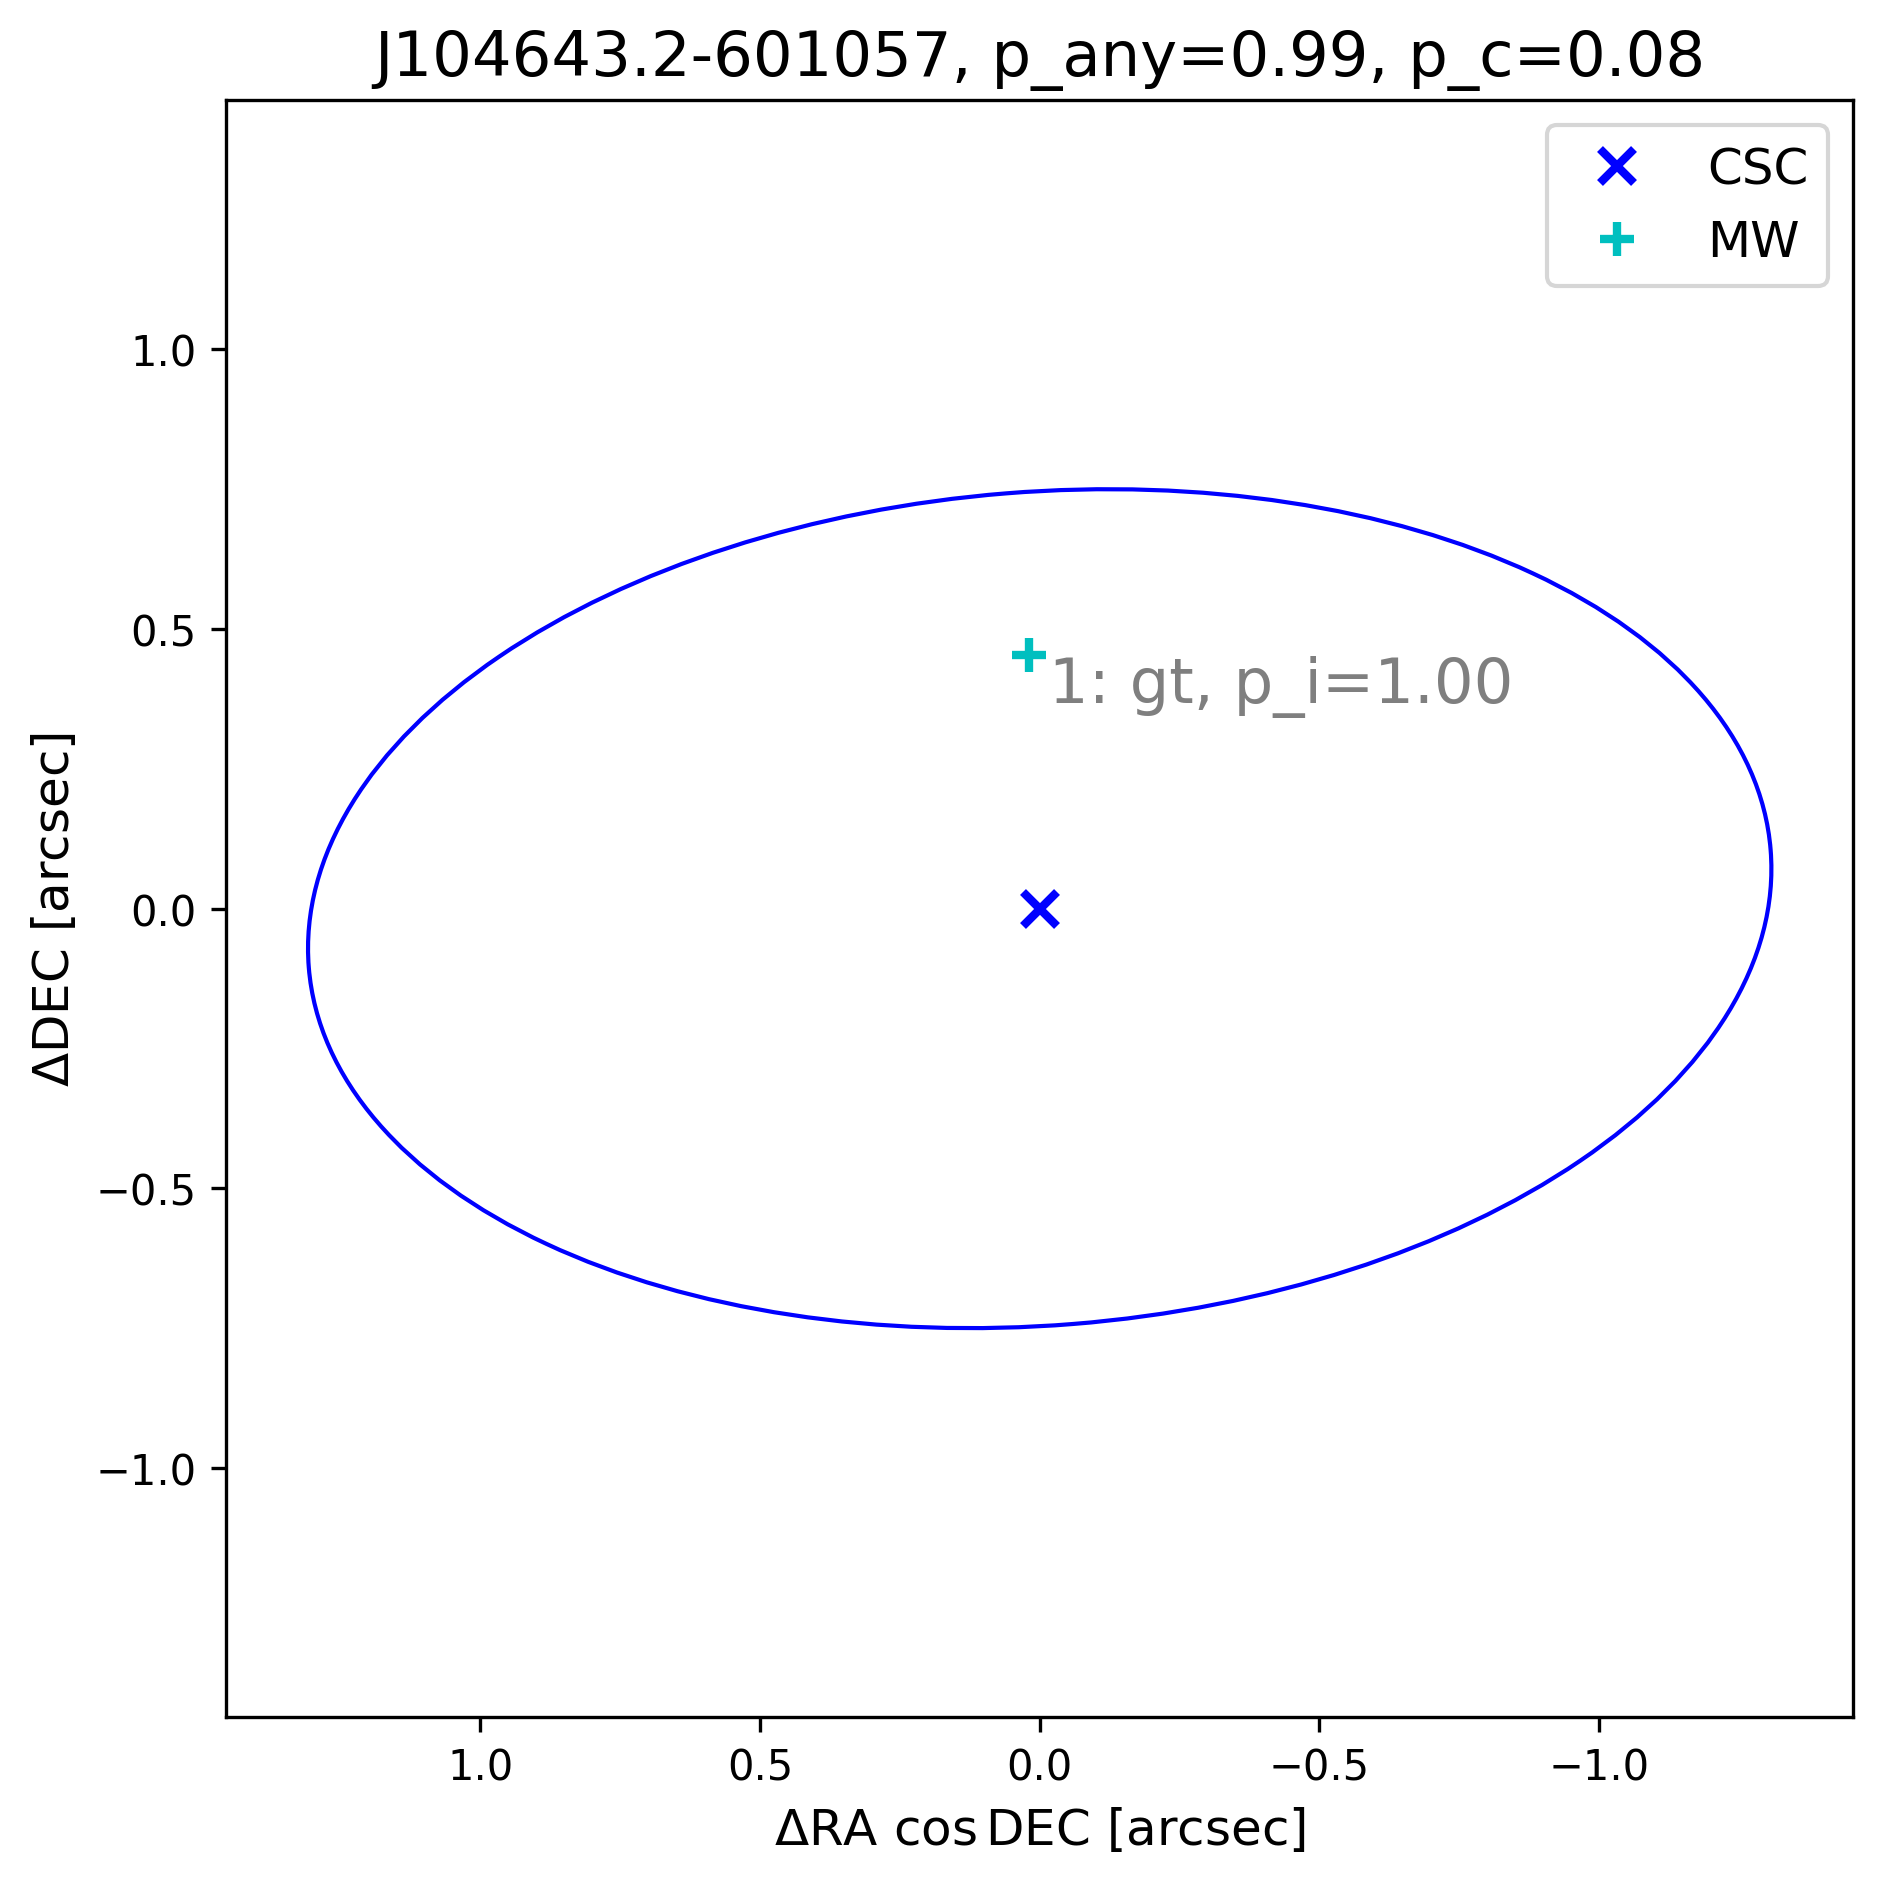 J104643.2-601057, p_any=0.99, p_c=0.08
CSC
MW
1.0
0.5
0.0
−0.5
−1.0
1: gt, p_i=1.00
ΔDEC [arcsec]
1.0 0.5 0.0 −0.5 −1.0
ΔRA cos DEC [arcsec]